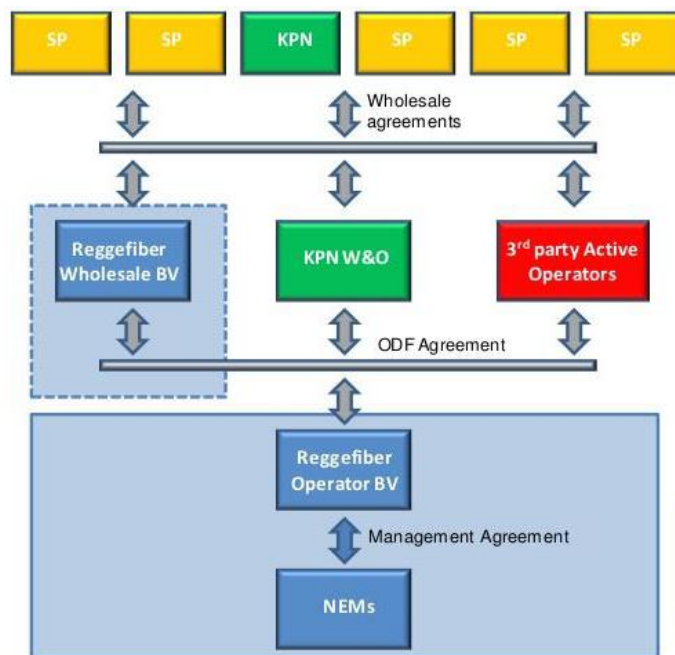 SP SP KPN SP SP SP
Wholesale
agreements
Reggefiber
Wholesale BV
KPN W&O
3rd party Active
Operators
ODF Agreement
Reggefiber
Operator BV
Management Agreement
NEMs